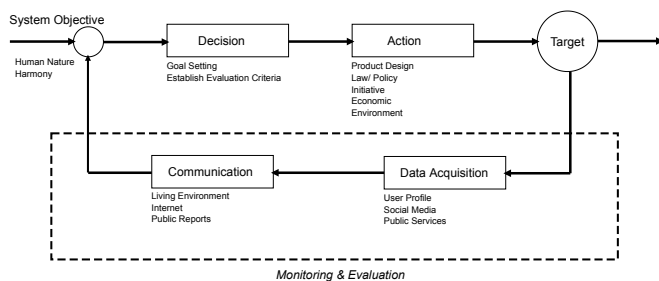 System Objective
Human Nature
Harmony
Decision
Goal Setting
Establish Evaluation Criteria
Action
Product Design
Law/ Policy
Initiative
Economic
Environment
Target
Communication
Living Environment
Internet
Public Reports
Data Acquisition
User Profile
Social Media
Public Services
Monitoring & Evaluation